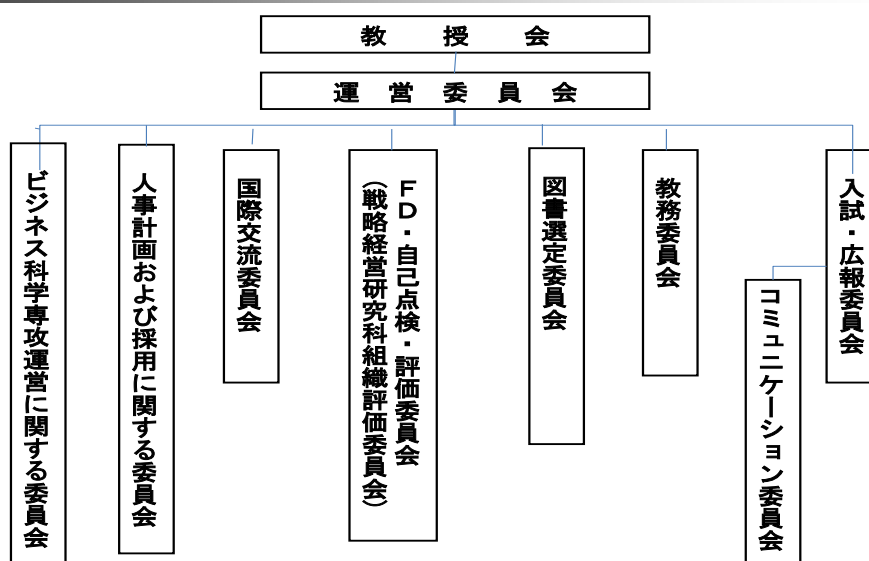 教授会
運営委員会
入試・広報委員会
コミュニケーション委員会
教務委員会
図書選定委員会
ＦＤ・自己点検・評価委員会
（戦略経営研究科組織評価委員会）
国際交流委員会
人事計画および採用に関する委員会
ビジネス科学専攻運営に関する委員会